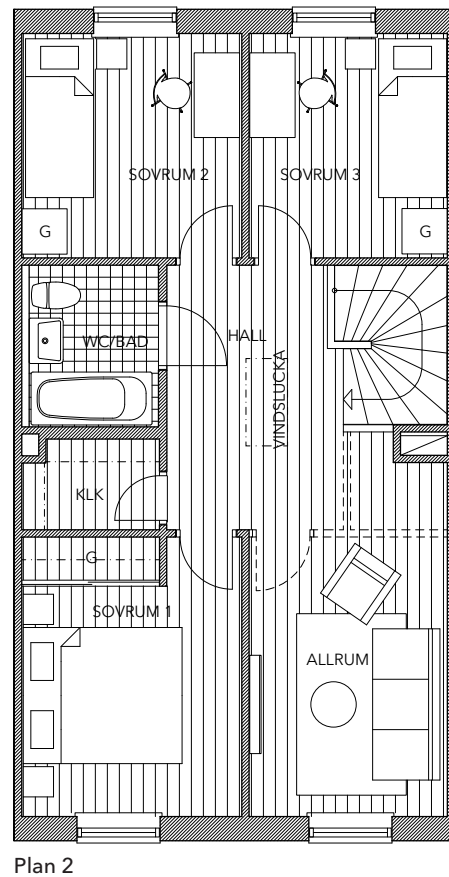 SOVRUM 2
SOVRUM 3
G
G
WC/BAD
HALL
VINDSLUCKA
KLK
G
SOVRUM 1
ALLRUM
Plan 2